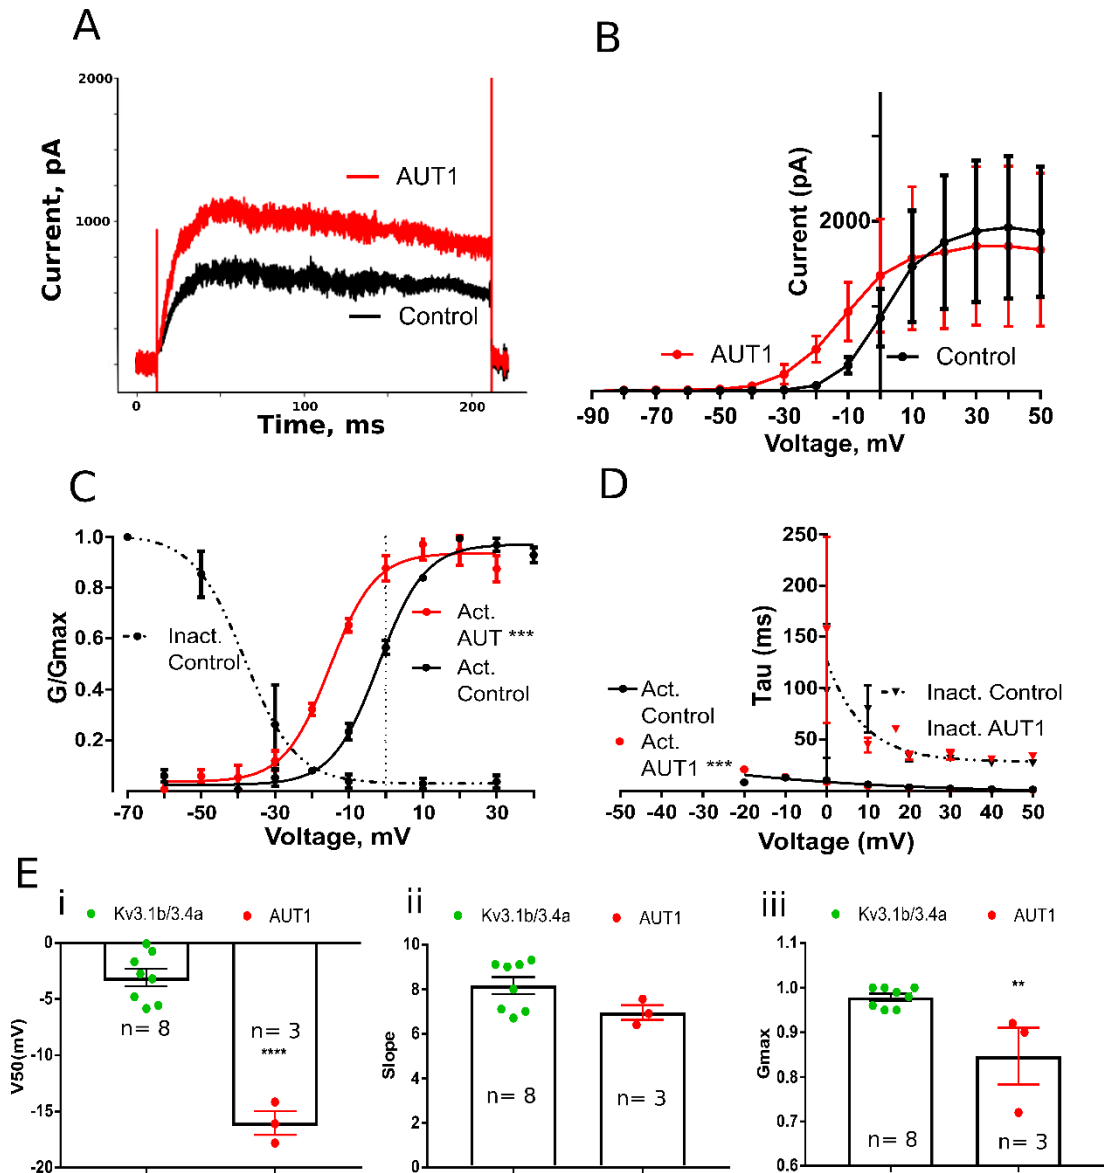 A
2000
1000
Current, pA
AUT1
Control
0
100
200
Time, ms
B
Current (pA)
2000
AUT1
Control
-90
-70
-50
-30
-10
10
30
50
Voltage, mV
C
1.0
0.8
0.6
0.4
0.2
G/Gmax
Inact.
Control
Act.
AUT ***
Act.
Control
-70
-50
-30
-10
10
30
Voltage, mV
D
250
200
150
100
50
Tau (ms)
Act.
Control
Act.
AUT1 ***
Inact. Control
Inact. AUT1
-50
-40
-30
-20
-10
0
10
20
30
40
50
Voltage (mV)
E
i
Kv3.1b/3.4a
AUT1
0
-5
-10
-15
-20
V50(mV)
n= 8
n= 3
****
ii
Kv3.1b/3.4a
AUT1
10
8
6
4
2
0
Slope
n= 8
n= 3
iii
Kv3.1b/3.4a
AUT1
1.1
1.0
0.9
0.8
0.7
0.6
Gmax
**
n= 8
n= 3